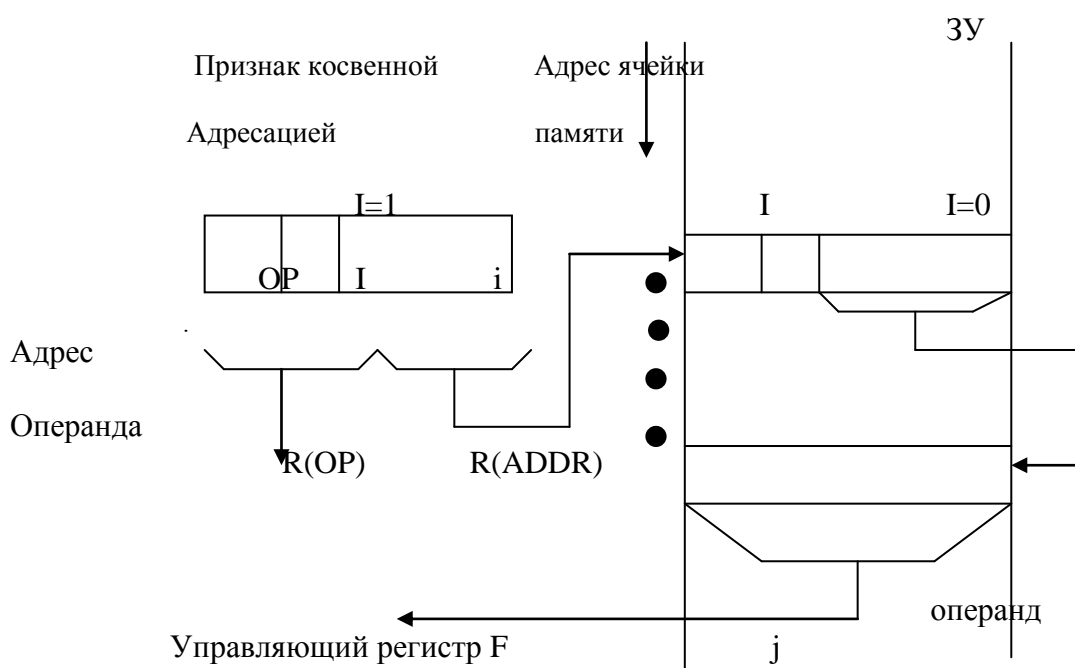 ЗУ
Признак косвенной Адрес ячейки
Адресацией памяти
I=1 I I=0
OP I i
Адрес
Операнда
R(OP) R(ADDR)
операнд
Управляющий регистр F j